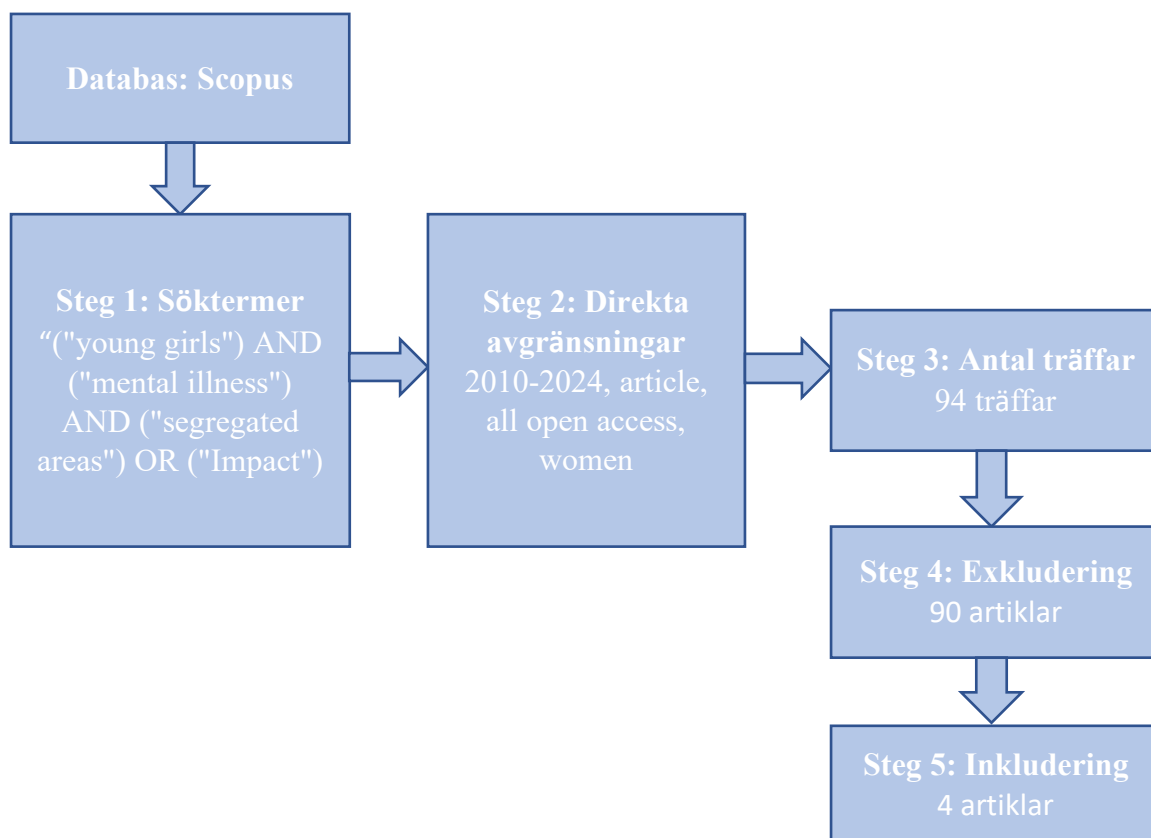 Databas: Scopus
Steg 1: Söktermer
“("young girls") AND
("mental illness")
AND ("segregated
areas") OR ("Impact")
Steg 2: Direkta
avgränsningar
2010-2024, article,
all open access,
women
Steg 3: Antal träffar
94 träffar
Steg 4: Exkludering
90 artiklar
Steg 5: Inkludering
4 artiklar